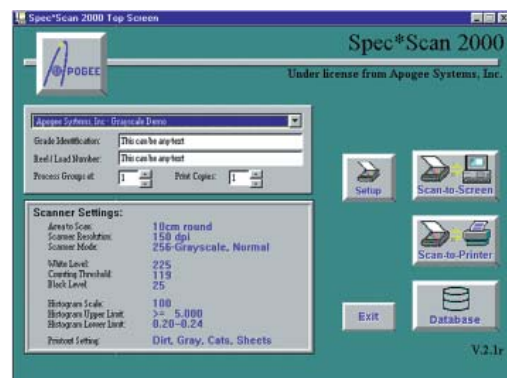 Spec*Scan 2000 Top Screen
APOGEE
Spec*Scan 2000
Under license from Apogee Systems, Inc.
Apogee Systems, Inc - Grayscale Demo
Grade Identification: This can be any text
Reel / Load Number: This can be any text
Process Groups of: 1 Print Copies: 1
Setup
Scan-to-Screen
Scanner Settings:
Area to Scan: 10cm round
Scanner Resolution: 150 dpi
Scanner Mode: 256-Grayscale, Normal
White Level: 225
Counting Threshold: 119
Black Level: 25
Histogram Scale: 100
Histogram Upper Limit: >= 5.000
Histogram Lower Limit: 0.20-0.24
Printout Setting: Dirt, Gray, Cats, Sheets
Scan-to-Printer
Exit
Database
V.2.1r